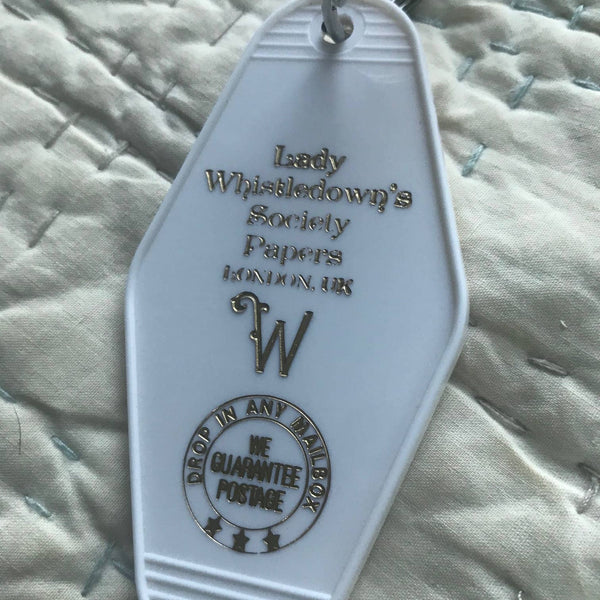 Lady
Whistledown's
Society
Papers
LONDON, UK
W
DROP IN ANY MAILBOX
WE
GUARANTEE
POSTAGE